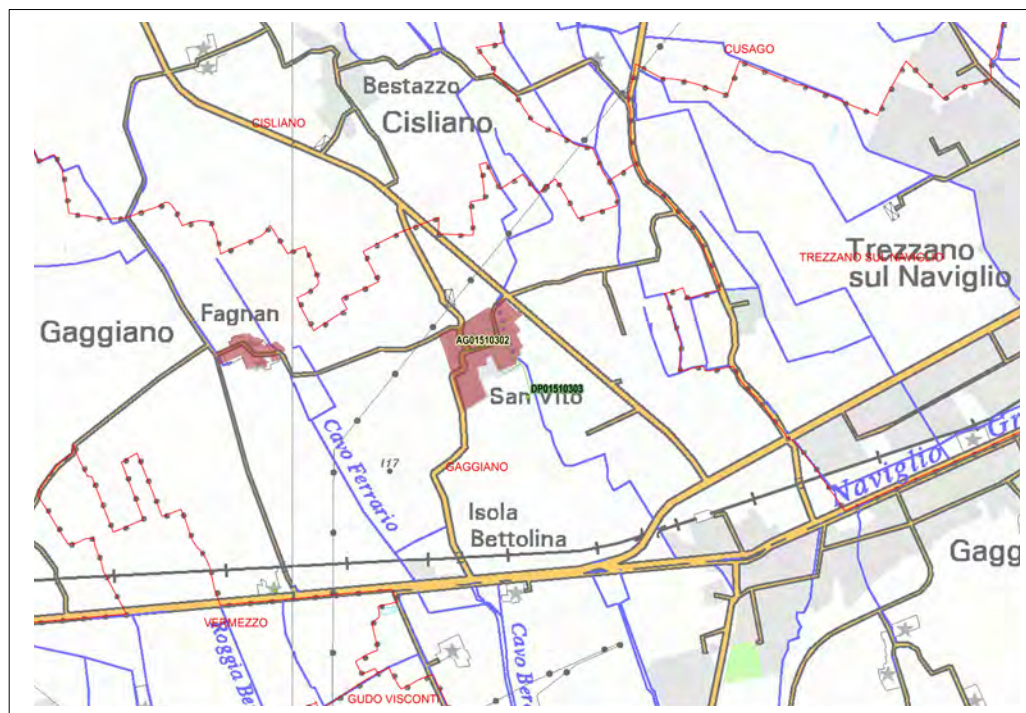 CUSAGO
Bestazzo
CISLIANO
Cisliano
Trezzano
TREZZANO SUL NAVIGLIO
sul Naviglio
Fagnan
Gaggiano
AG01510302
DP01510303
San Vito
Cavo Ferrario
117
GAGGIANO
Naviglio Gr
Isola
Bettolina
Gagg
VERMEZZO
Roggia Be
Cavo Ber
GUDO VISCONTI